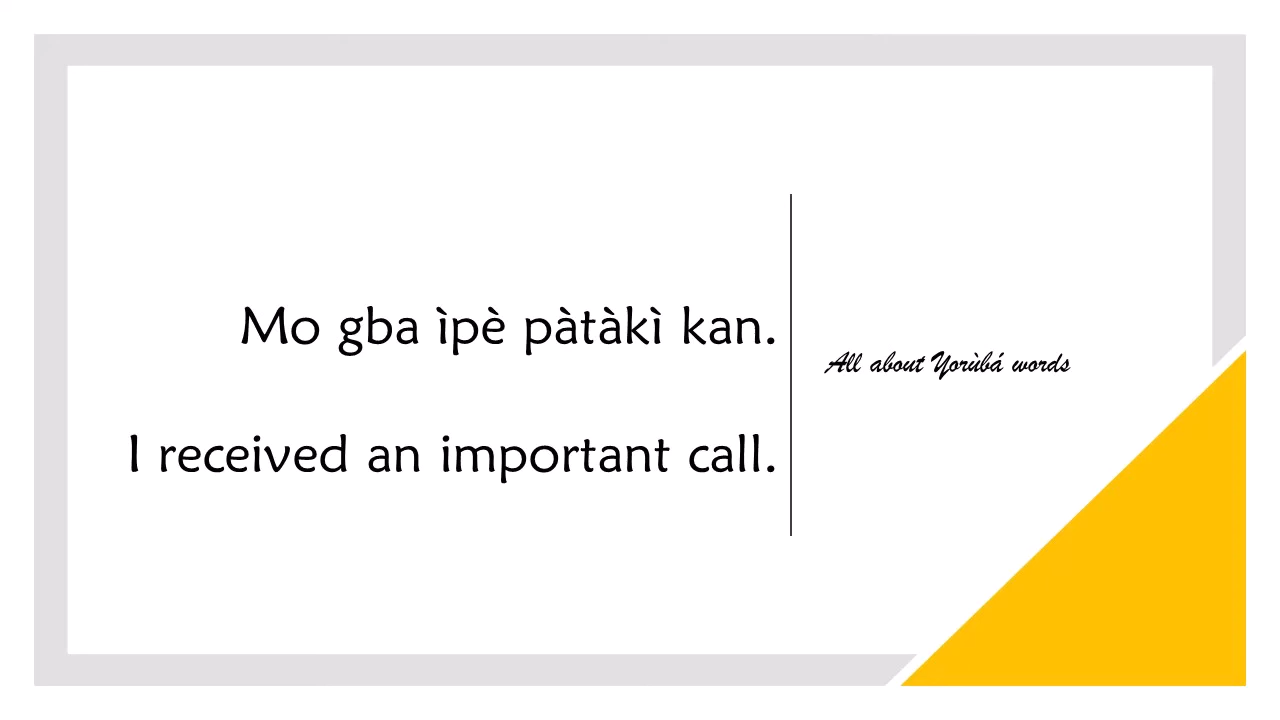 Mo gba ìpè pàtàkì kan.
I received an important call.
All about Yorùbá words